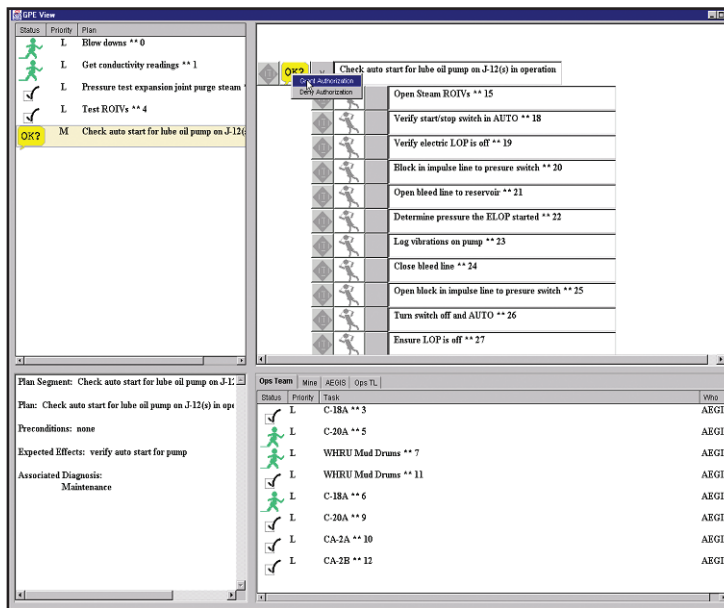 GPE View
Status Priority Plan
L Blow downs ** 0
L Get conductivity readings ** 1
L Pressure test expansion joint purge steam *
L Test ROIVs ** 4
OK? M Check auto start for lube oil pump on J-12(
OK? Check auto start for lube oil pump on J-12(s) in operation
Grant Authorization
Deny Authorization
Open Steam ROIVs ** 15
Verify start/stop switch in AUTO ** 18
Verify electric LOP is off ** 19
Block in impulse line to presure switch ** 20
Open bleed line to reservoir ** 21
Determine pressure the ELOP started ** 22
Log vibrations on pump ** 23
Close bleed line ** 24
Open block in impulse line to presure switch ** 25
Turn switch off and AUTO ** 26
Ensure LOP is off ** 27
Plan Segment: Check auto start for lube oil pump on J-12
Plan: Check auto start for lube oil pump on J-12(s) in ope
Preconditions: none
Expected Effects: verify auto start for pump
Associated Diagnosis:
Maintenance
Ops Team Mine AEGIS Ops TL
Status Priority Task Who
L C-18A ** 3 AEGI
L C-20A ** 5 AEGI
L WHRU Mud Drums ** 7 AEGI
L WHRU Mud Drums ** 11 AEGI
L C-18A ** 6 AEGI
L C-20A ** 9 AEGI
L CA-2A ** 10 AEGI
L CA-2B ** 12 AEGI